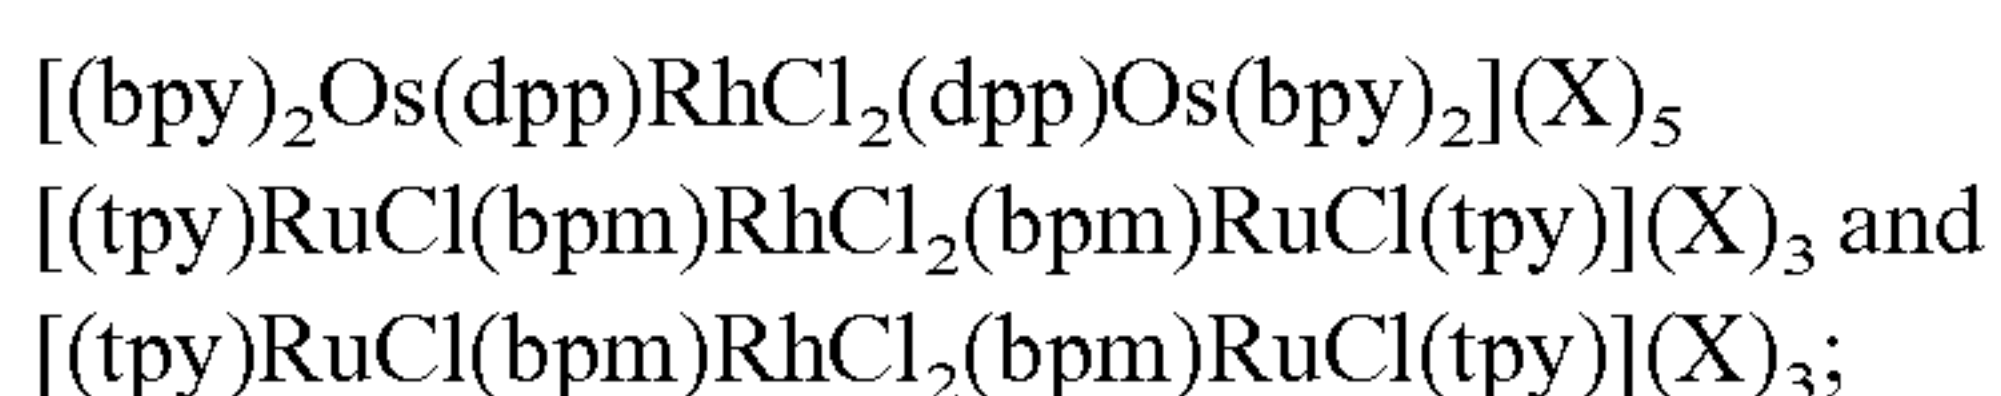 [(bpy)₂Os(dpp)RhCl₂(dpp)Os(bpy)₂](X)₅
[(tpy)RuCl(bpm)RhCl₂(bpm)RuCl(tpy)](X)₃ and
[(tpy)RuCl(bpm)RhCl₂(bpm)RuCl(tpy)](X)₃;